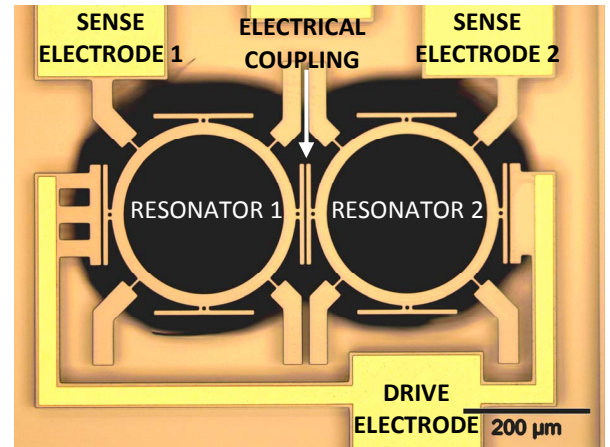 SENSE
ELECTRODE 1
ELECTRICAL
COUPLING
SENSE
ELECTRODE 2
RESONATOR 1
RESONATOR 2
DRIVE
ELECTRODE
200 µm